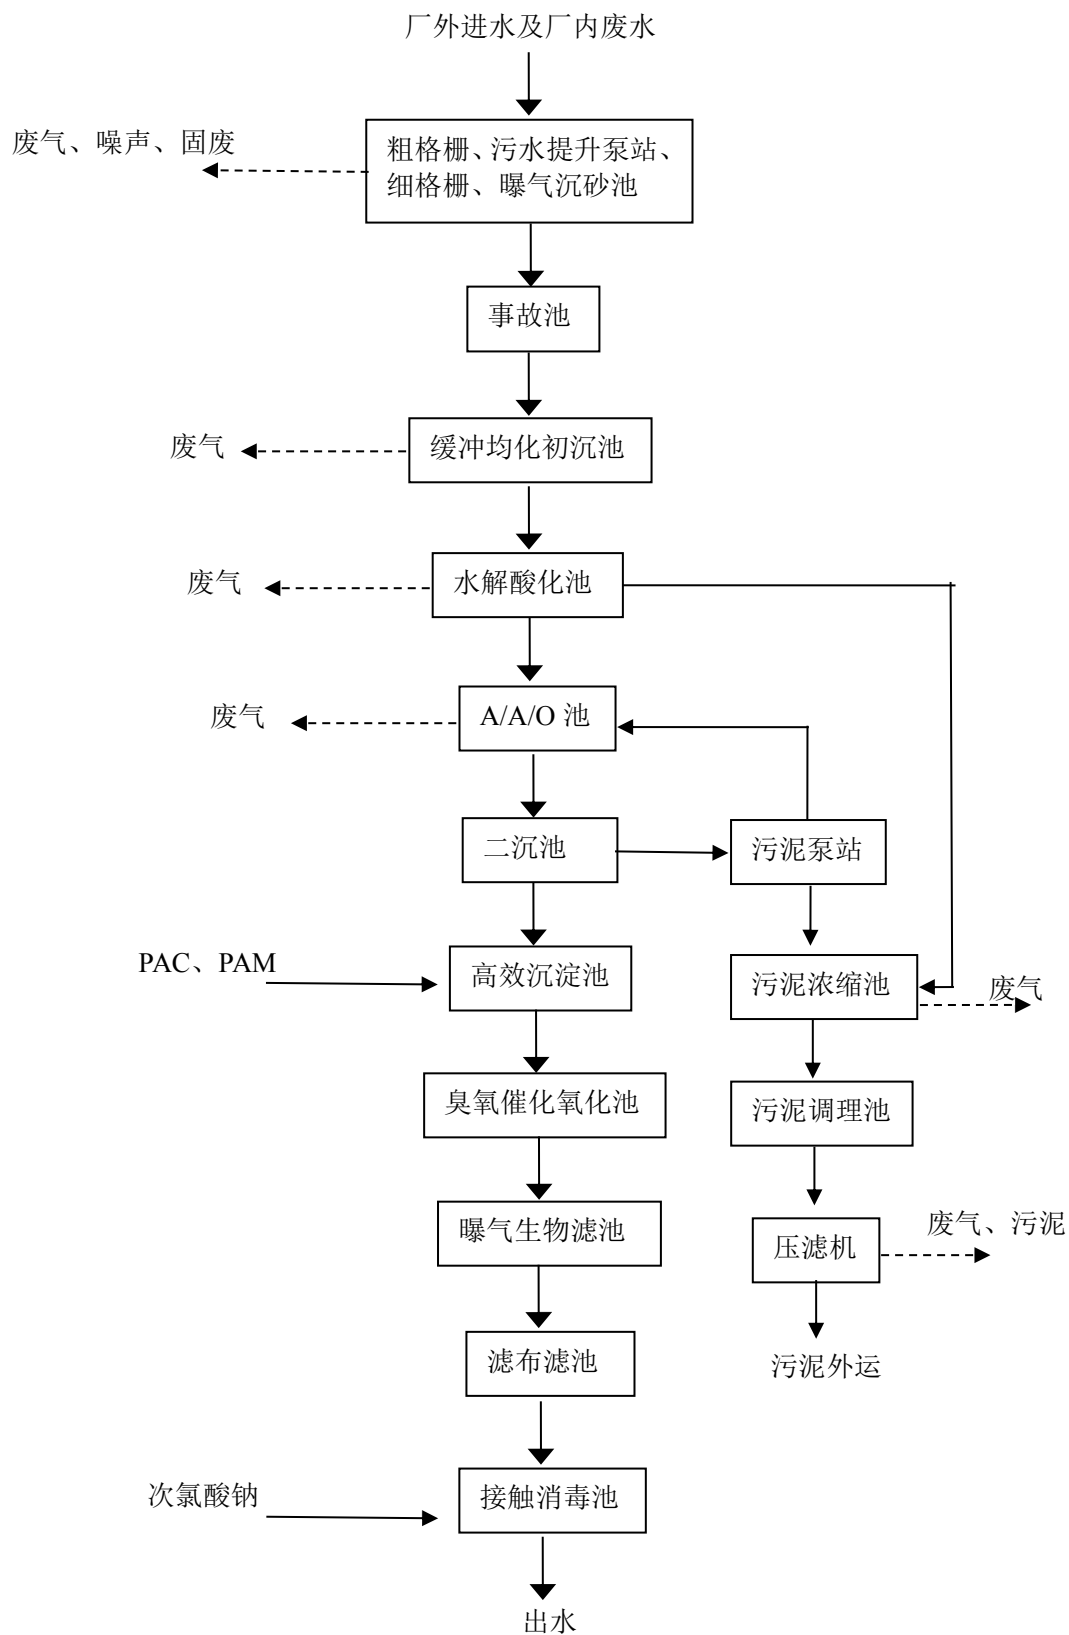 厂外进水及厂内废水
废气、噪声、固废
粗格栅、污水提升泵站、
细格栅、曝气沉砂池
事故池
废气
缓冲均化初沉池
废气
水解酸化池
废气
A/A/O 池
二沉池
污泥泵站
PAC、PAM
高效沉淀池
污泥浓缩池
废气
臭氧催化氧化池
污泥调理池
曝气生物滤池
废气、污泥
压滤机
滤布滤池
污泥外运
次氯酸钠
接触消毒池
出水